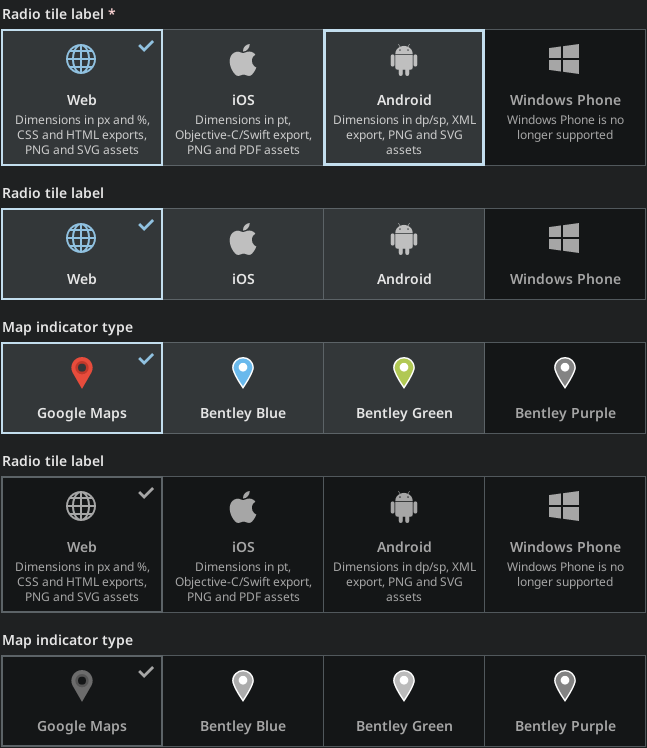 Radio tile label *
Web
Dimensions in px and %,
CSS and HTML exports,
PNG and SVG assets
iOS
Dimensions in pt,
Objective-C/Swift export,
PNG and PDF assets
Android
Dimensions in dp/sp, XML
export, PNG and SVG
assets
Windows Phone
Windows Phone is no
longer supported
Radio tile label
Web
iOS
Android
Windows Phone
Map indicator type
Google Maps
Bentley Blue
Bentley Green
Bentley Purple
Radio tile label
Web
Dimensions in px and %,
CSS and HTML exports,
PNG and SVG assets
iOS
Dimensions in pt,
Objective-C/Swift export,
PNG and PDF assets
Android
Dimensions in dp/sp, XML
export, PNG and SVG
assets
Windows Phone
Windows Phone is no
longer supported
Map indicator type
Google Maps
Bentley Blue
Bentley Green
Bentley Purple